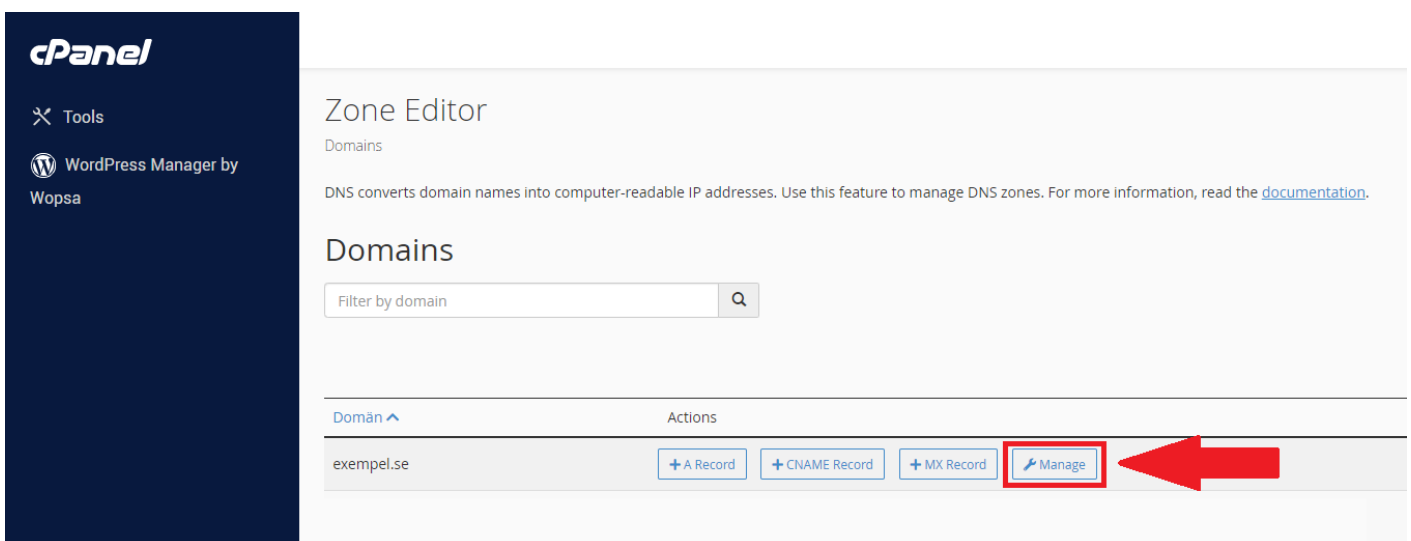 cPanel
Tools
WordPress Manager by
Wopsa
Zone Editor
Domains
DNS converts domain names into computer-readable IP addresses. Use this feature to manage DNS zones. For more information, read the documentation.
Domains
Filter by domain
Domän Actions
exempel.se + A Record + CNAME Record + MX Record Manage